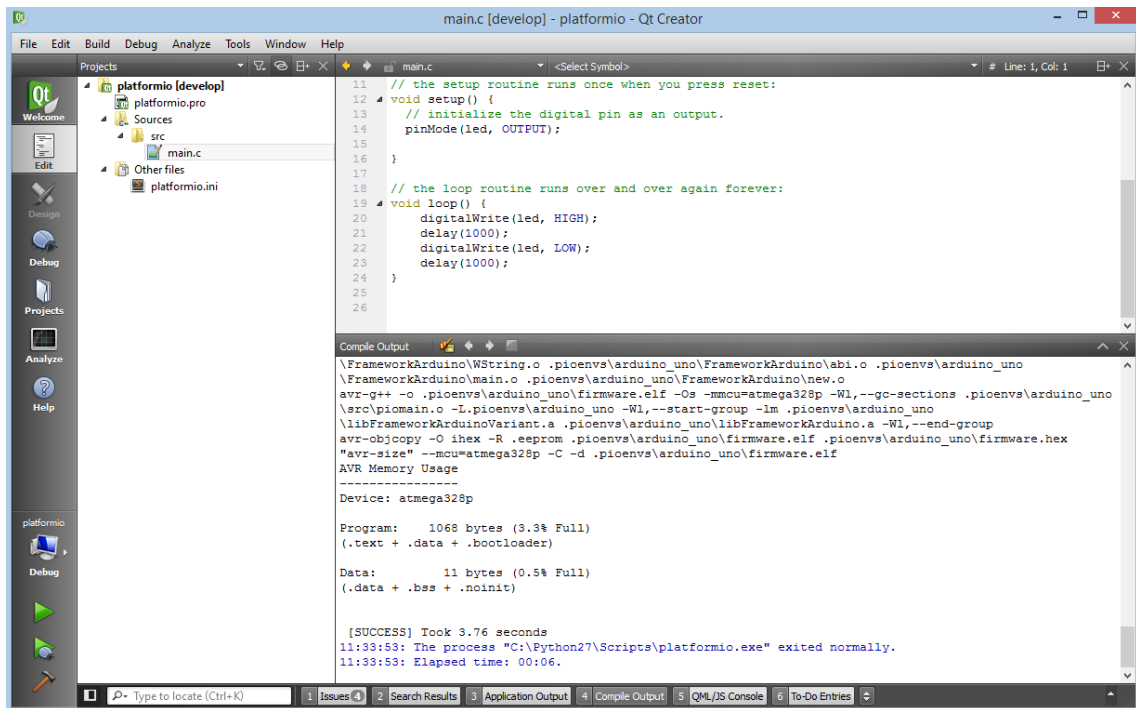 main.c [develop] - platformio - Qt Creator
File Edit Build Debug Analyze Tools Window Help
Projects
main.c
<Select Symbol>
# Line: 1, Col: 1
Qt
Welcome
Edit
Design
Debug
Projects
Analyze
Help
platformio
Debug
platformio [develop]
platformio.pro
Sources
src
main.c
Other files
platformio.ini
11 // the setup routine runs once when you press reset:
12 void setup() {
13 // initialize the digital pin as an output.
14 pinMode(led, OUTPUT);
15
16 }
17
18 // the loop routine runs over and over again forever:
19 void loop() {
20 digitalWrite(led, HIGH);
21 delay(1000);
22 digitalWrite(led, LOW);
23 delay(1000);
24 }
25
26
Compile Output
\FrameworkArduino\WString.o .pioenvs\arduino_uno\FrameworkArduino\abi.o .pioenvs\arduino_uno
\FrameworkArduino\main.o .pioenvs\arduino_uno\FrameworkArduino\new.o
avr-g++ -o .pioenvs\arduino_uno\firmware.elf -Os -mmcu=atmega328p -Wl,--gc-sections .pioenvs\arduino_uno
\src\piomain.o -L.pioenvs\arduino_uno -Wl,--start-group -lm .pioenvs\arduino_uno
\libFrameworkArduinoVariant.a .pioenvs\arduino_uno\libFrameworkArduino.a -Wl,--end-group
avr-objcopy -O ihex -R .eeprom .pioenvs\arduino_uno\firmware.elf .pioenvs\arduino_uno\firmware.hex
"avr-size" --mcu=atmega328p -C -d .pioenvs\arduino_uno\firmware.elf
AVR Memory Usage
----------------
Device: atmega328p
Program: 1068 bytes (3.3% Full)
(.text + .data + .bootloader)
Data: 11 bytes (0.5% Full)
(.data + .bss + .noinit)
[SUCCESS] Took 3.76 seconds
11:33:53: The process "C:\Python27\Scripts\platformio.exe" exited normally.
11:33:53: Elapsed time: 00:06.
Type to locate (Ctrl+K)
1 Issues 4 2 Search Results 3 Application Output 4 Compile Output 5 QML/JS Console 6 To-Do Entries